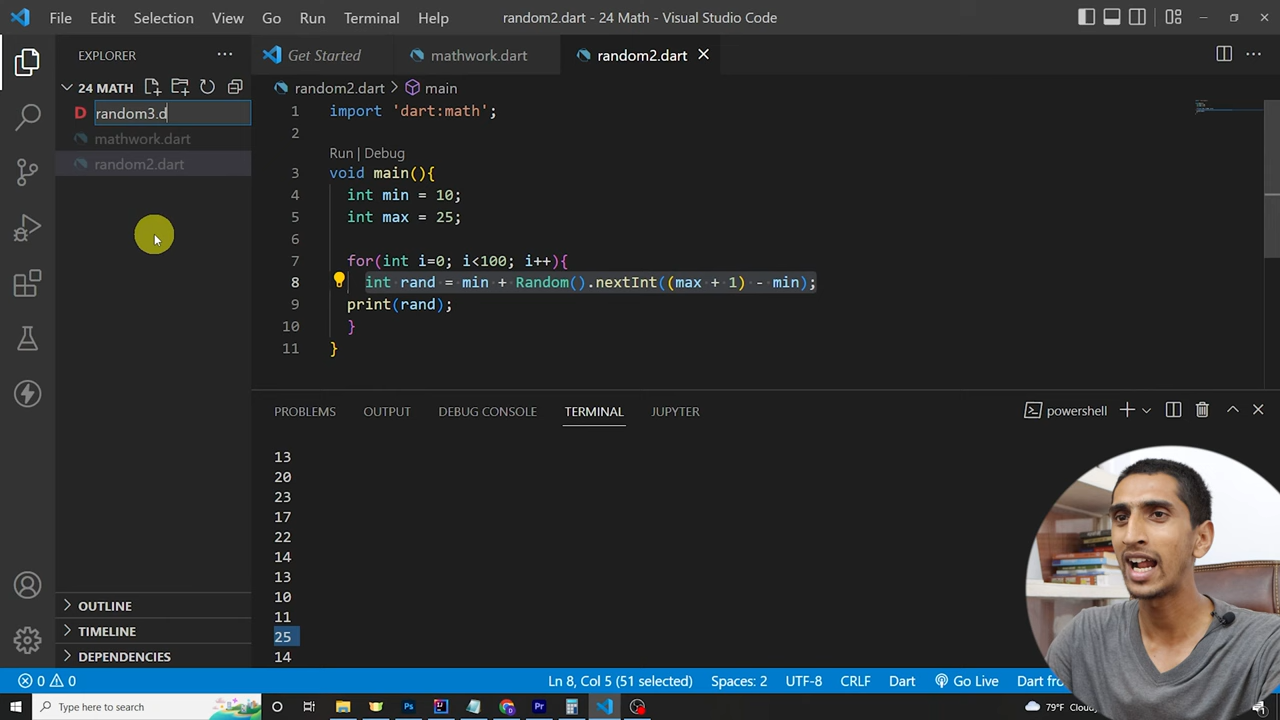 File Edit Selection View Go Run Terminal Help random2.dart - 24 Math - Visual Studio Code
EXPLORER
24 MATH
random3.d
mathwork.dart
random2.dart
OUTLINE
TIMELINE
DEPENDENCIES
Get Started mathwork.dart random2.dart
random2.dart > main
1 import 'dart:math';
2
Run | Debug
3 void main(){
4 int min = 10;
5 int max = 25;
6
7 for(int i=0; i<100; i++){
8 int rand = min + Random().nextInt((max + 1) - min);
9 print(rand);
10 }
11 }
PROBLEMS OUTPUT DEBUG CONSOLE TERMINAL JUPYTER powershell
13
20
23
17
22
14
13
10
11
25
14
0 0 Ln 8, Col 5 (51 selected) Spaces: 2 UTF-8 CRLF Dart Go Live Dart
Type here to search 79°F